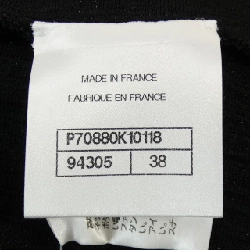 MADE IN FRANCE
FABRIQUE EN FRANCE
P70880K10118
94305 38